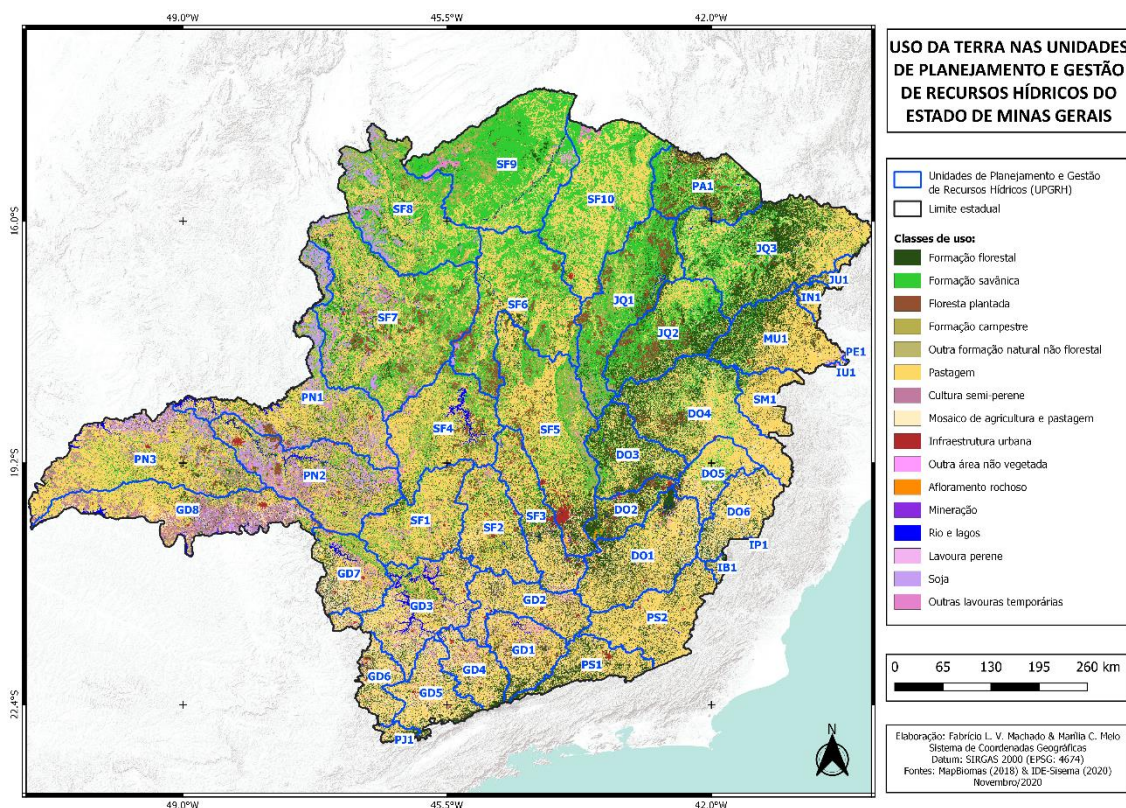 49.0°W 45.5°W 42.0°W
USO DA TERRA NAS UNIDADES
DE PLANEJAMENTO E GESTÃO
DE RECURSOS HÍDRICOS DO
ESTADO DE MINAS GERAIS
Unidades de Planejamento e Gestão
de Recursos Hídricos (UPGRH)
Limite estadual
Classes de uso:
Formação florestal
Formação savânica
Floresta plantada
Formação campestre
Outra formação natural não florestal
Pastagem
Cultura semi-perene
Mosaico de agricultura e pastagem
Infraestrutura urbana
Outra área não vegetada
Afloramento rochoso
Mineração
Rio e lagos
Lavoura perene
Soja
Outras lavouras temporárias
0 65 130 195 260 km
Elaboração: Fabrício L. V. Machado & Marília C. Melo
Sistema de Coordenadas Geográficas
Datum: SIRGAS 2000 (EPSG: 4674)
Fontes: MapBiomas (2018) & IDE-Sisema (2020)
Novembro/2020
SF9
PA1
SF10
SF8
16.0°S
16.0°S
JQ3
JU1
IN1
JQ1
SF6
SF7
JQ2
MU1
PE1
IU1
PN1
SM1
DO4
SF4
SF5
DO3
PN3
19.2°S
19.2°S
PN2
DO5
GD8
DO2
DO6
SF1
SF2
SF3
IP1
DO1
IB1
GD7
GD3
GD2
PS2
GD1
PS1
GD4
GD6
GD5
22.4°S
22.4°S
PJ1
N
49.0°W 45.5°W 42.0°W